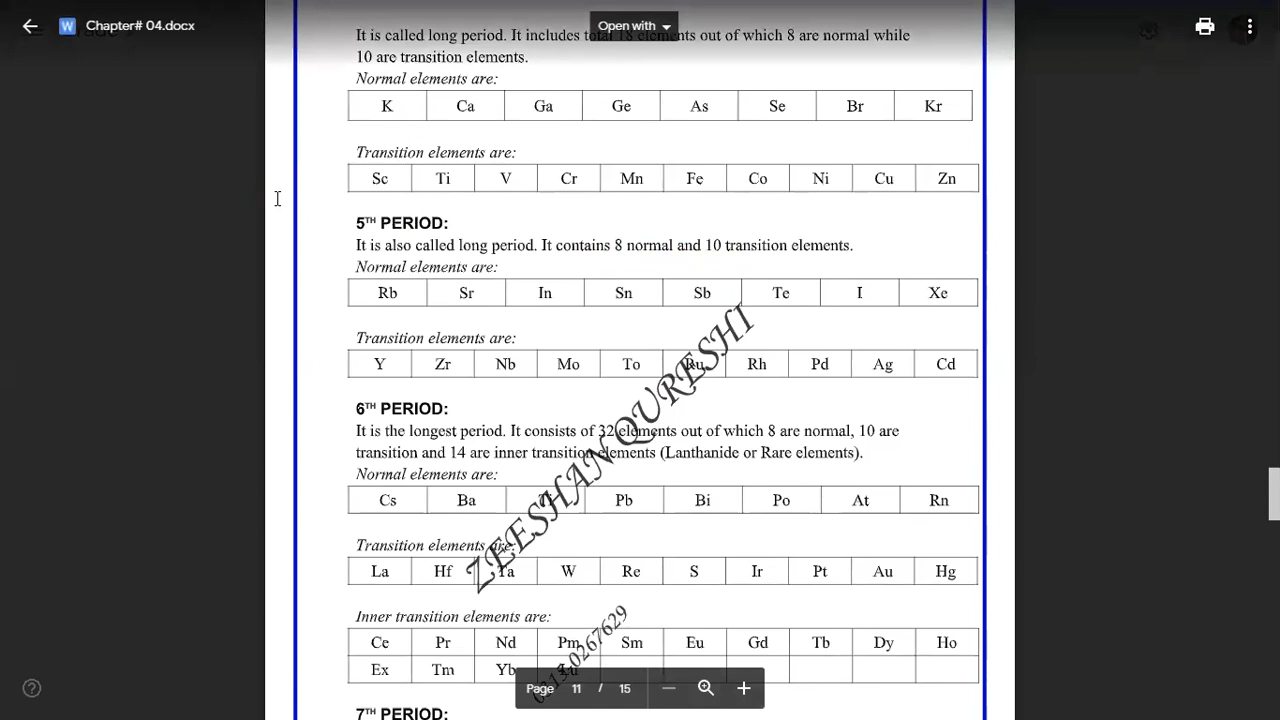 Chapter# 04.docx
Open with
It is called long period. It includes total 18 elements out of which 8 are normal while
10 are transition elements.
Normal elements are:
K Ca Ga Ge As Se Br Kr
Transition elements are:
Sc Ti V Cr Mn Fe Co Ni Cu Zn
5TH PERIOD:
It is also called long period. It contains 8 normal and 10 transition elements.
Normal elements are:
Rb Sr In Sn Sb Te I Xe
Transition elements are:
Y Zr Nb Mo To Ru Rh Pd Ag Cd
6TH PERIOD:
It is the longest period. It consists of 32 elements out of which 8 are normal, 10 are
transition and 14 are inner transition elements (Lanthanide or Rare elements).
Normal elements are:
Cs Ba Pb Bi Po At Rn
Transition elements are:
La Hf Ta W Re S Ir Pt Au Hg
Inner transition elements are:
Ce Pr Nd Pm Sm Eu Gd Tb Dy Ho
Ex Tm Yb Lu
ZEESHAN QURESHI
Page 11 / 15
7TH PERIOD: